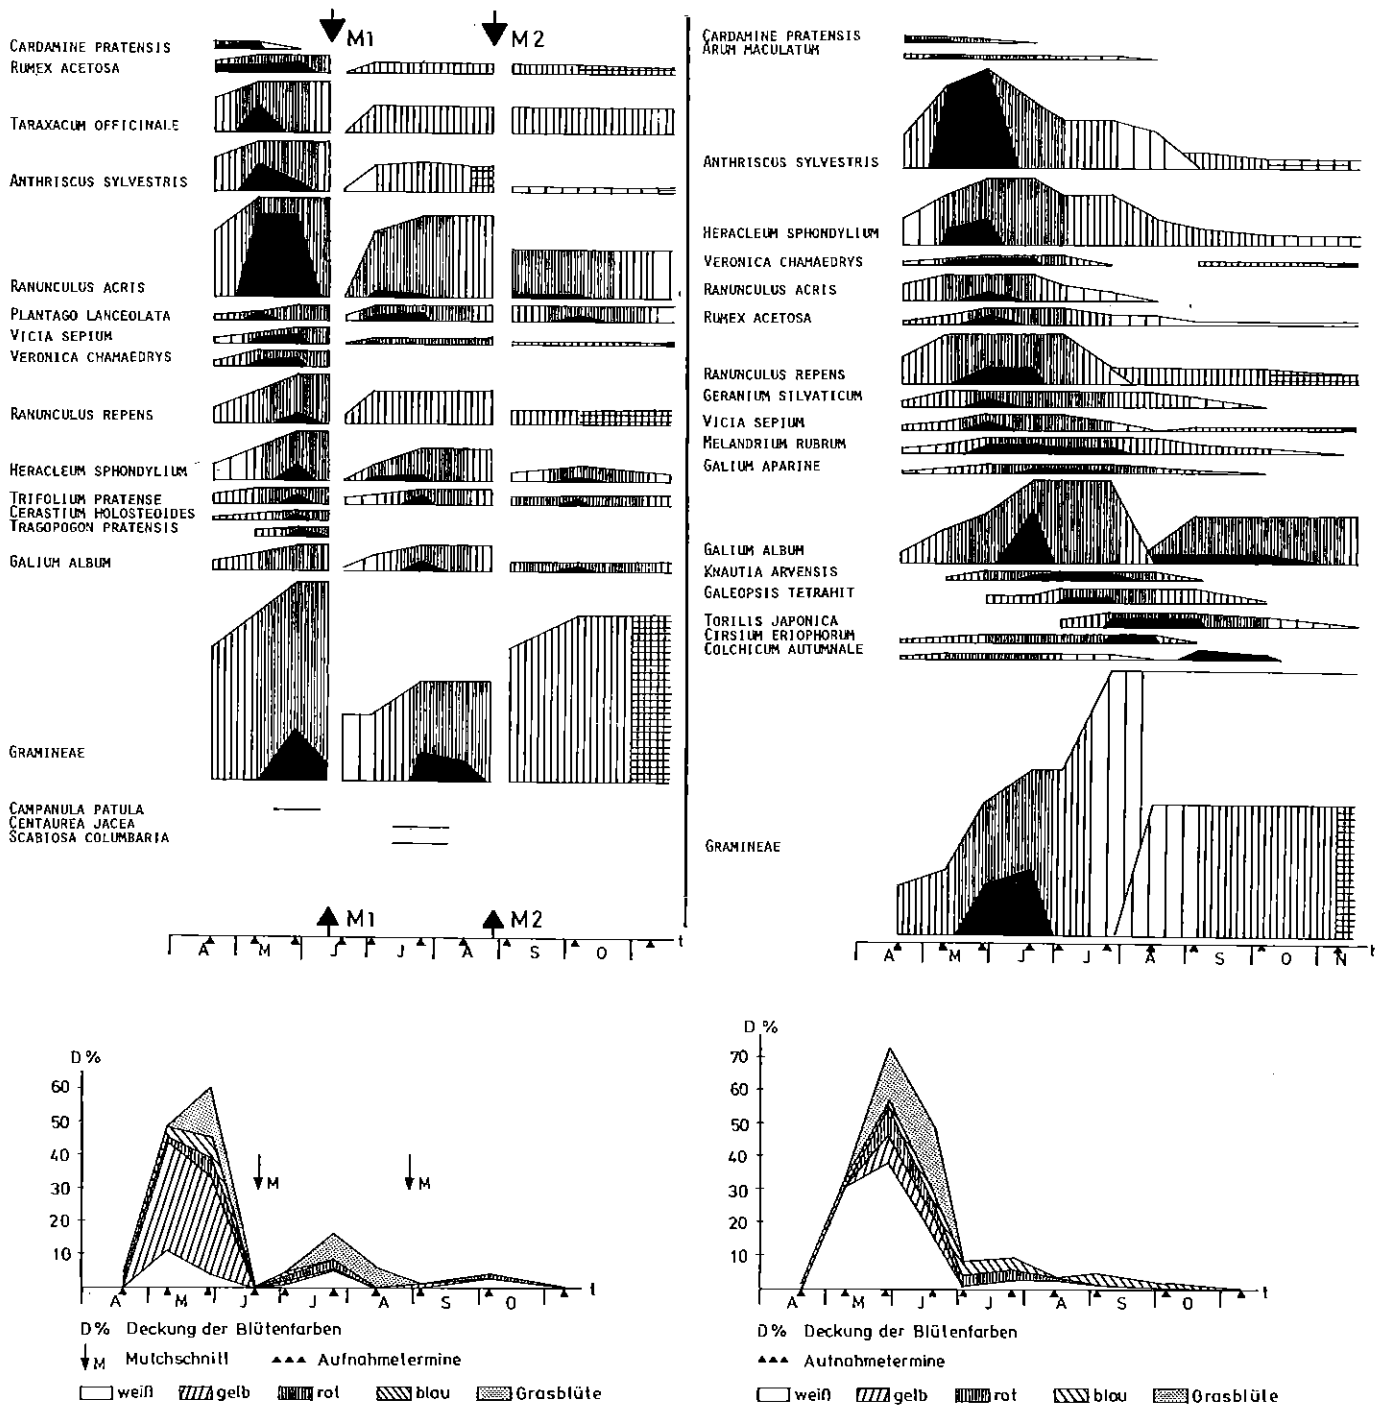 M1 M2
CARDAMINE PRATENSIS
RUMEX ACETOSA
TARAXACUM OFFICINALE
ANTHRISCUS SYLVESTRIS
RANUNCULUS ACRIS
PLANTAGO LANCEOLATA
VICIA SEPIUM
VERONICA CHAMAEDRYS
RANUNCULUS REPENS
HERACLEUM SPHONDYLIUM
TRIFOLIUM PRATENSE
CERASTIUM HOLOSTEOIDES
TRAGOPOGON PRATENSIS
GALIUM ALBUM
GRAMINEAE
CAMPANULA PATULA
CENTAUREA JACEA
SCABIOSA COLUMBARIA
M1 M2
A M J J A S O t
CARDAMINE PRATENSIS
ARUM MACULATUM
ANTHRISCUS SYLVESTRIS
HERACLEUM SPHONDYLIUM
VERONICA CHAMAEDRYS
RANUNCULUS ACRIS
RUMEX ACETOSA
RANUNCULUS REPENS
GERANIUM SILVATICUM
VICIA SEPIUM
MELANDRIUM RUBRUM
GALIUM APARINE
GALIUM ALBUM
KNAUTIA ARVENSIS
GALEOPSIS TETRAHIT
TORILIS JAPONICA
CIRSIUM ERIOPHORUM
COLCHICUM AUTUMNALE
GRAMINEAE
A M J J A S O N t
D%
60
50
40
30
20
10
M M
A M J J A S O t
D% Deckung der Blütenfarben
M Mulchschnitt Aufnahmetermine
weiß gelb rot blau Grasblüte
D%
70
60
50
40
30
20
10
A M J J A S O t
D% Deckung der Blütenfarben
Aufnahmetermine
weiß gelb rot blau Grasblüte